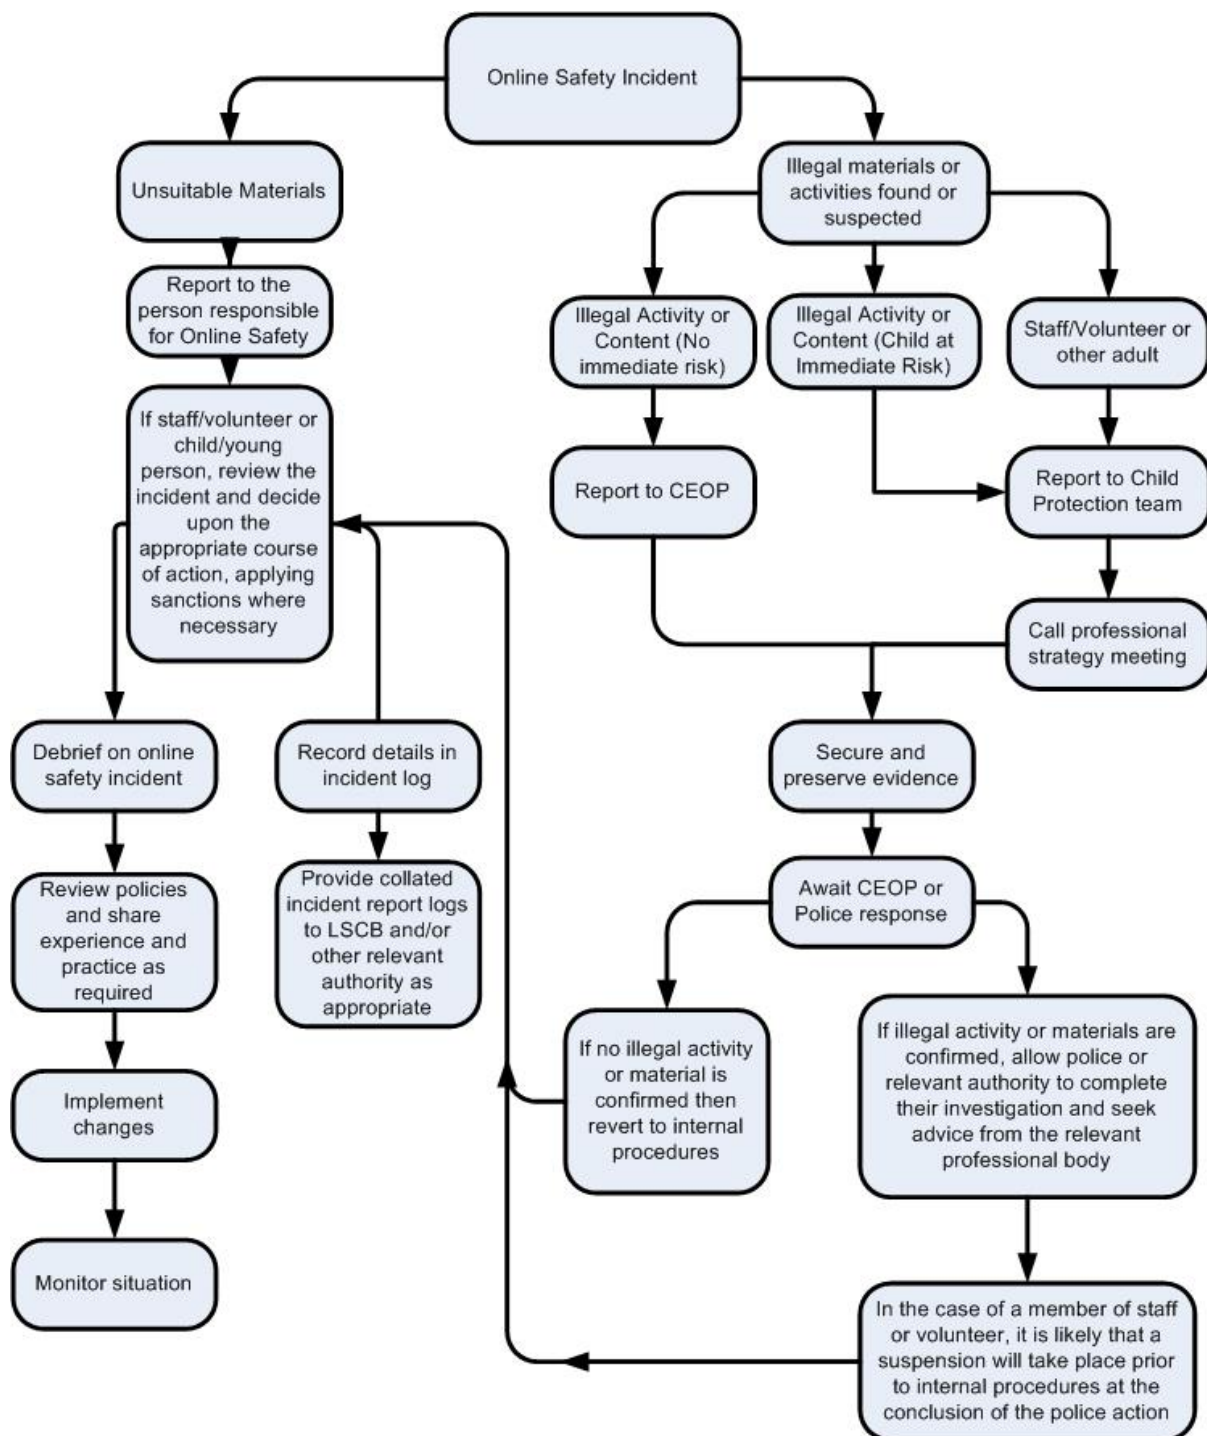 Online Safety Incident
Unsuitable Materials
Report to the
person responsible
for Online Safety
If staff/volunteer or
child/young
person, review the
incident and decide
upon the
appropriate course
of action, applying
sanctions where
necessary
Debrief on online
safety incident
Review policies
and share
experience and
practice as
required
Implement
changes
Monitor situation
Record details in
incident log
Provide collated
incident report logs
to LSCB and/or
other relevant
authority as
appropriate
Illegal materials or
activities found or
suspected
Illegal Activity or
Content (No
immediate risk)
Illegal Activity or
Content (Child at
Immediate Risk)
Staff/Volunteer or
other adult
Report to CEOP
Report to Child
Protection team
Call professional
strategy meeting
Secure and
preserve evidence
Await CEOP or
Police response
If no illegal activity
or material is
confirmed then
revert to internal
procedures
If illegal activity or materials are
confirmed, allow police or
relevant authority to complete
their investigation and seek
advice from the relevant
professional body
In the case of a member of staff
or volunteer, it is likely that a
suspension will take place prior
to internal procedures at the
conclusion of the police action